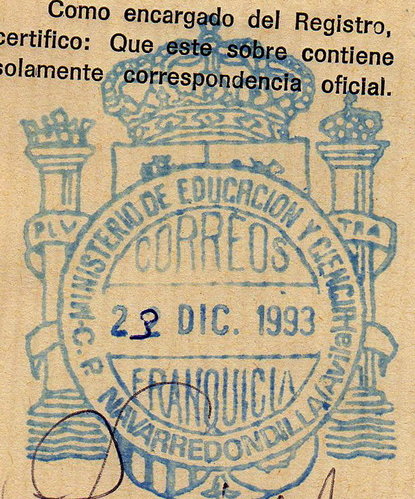 Como encargado del Registro,
certifico: Que este sobre contiene
solamente correspondencia oficial.
PLV
TRA
MINISTERIO DE EDUCACION Y CIENCIA
CORREOS
23 DIC. 1993
FRANQUICIA
C.P. NAVARREDONDILLA (Avila)